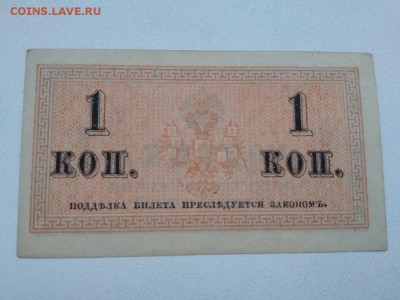 COINS.LAVE.RU
1 1
КОП. КОП.
ПОДДѢЛКА БИЛЕТА ПРЕСЛѢДУЕТСЯ ЗАКОНОМЪ.